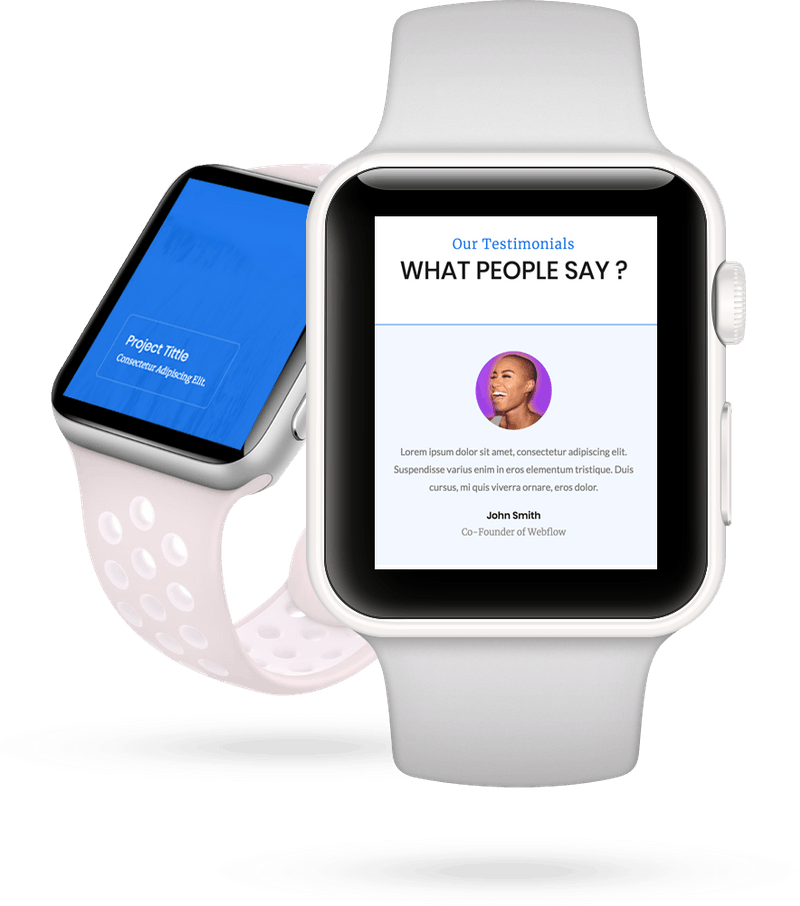 Our Testimonials
WHAT PEOPLE SAY ?
Lorem ipsum dolor sit amet, consectetur adipiscing elit.
Suspendisse varius enim in eros elementum tristique. Duis
cursus, mi quis viverra ornare, eros dolor.
John Smith
Co-Founder of Webflow
Project Tittle
Consectetur Adipiscing Elit.